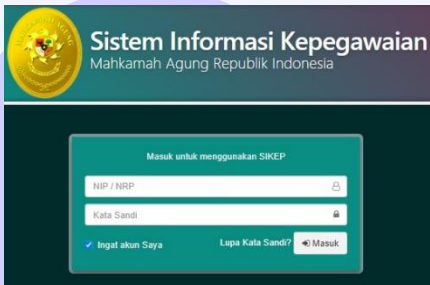 Sistem Informasi Kepegawaian
Mahkamah Agung Republik Indonesia
Masuk untuk menggunakan SIKEP
NIP / NRP
Kata Sandi
Ingat akun Saya
Lupa Kata Sandi?
Masuk